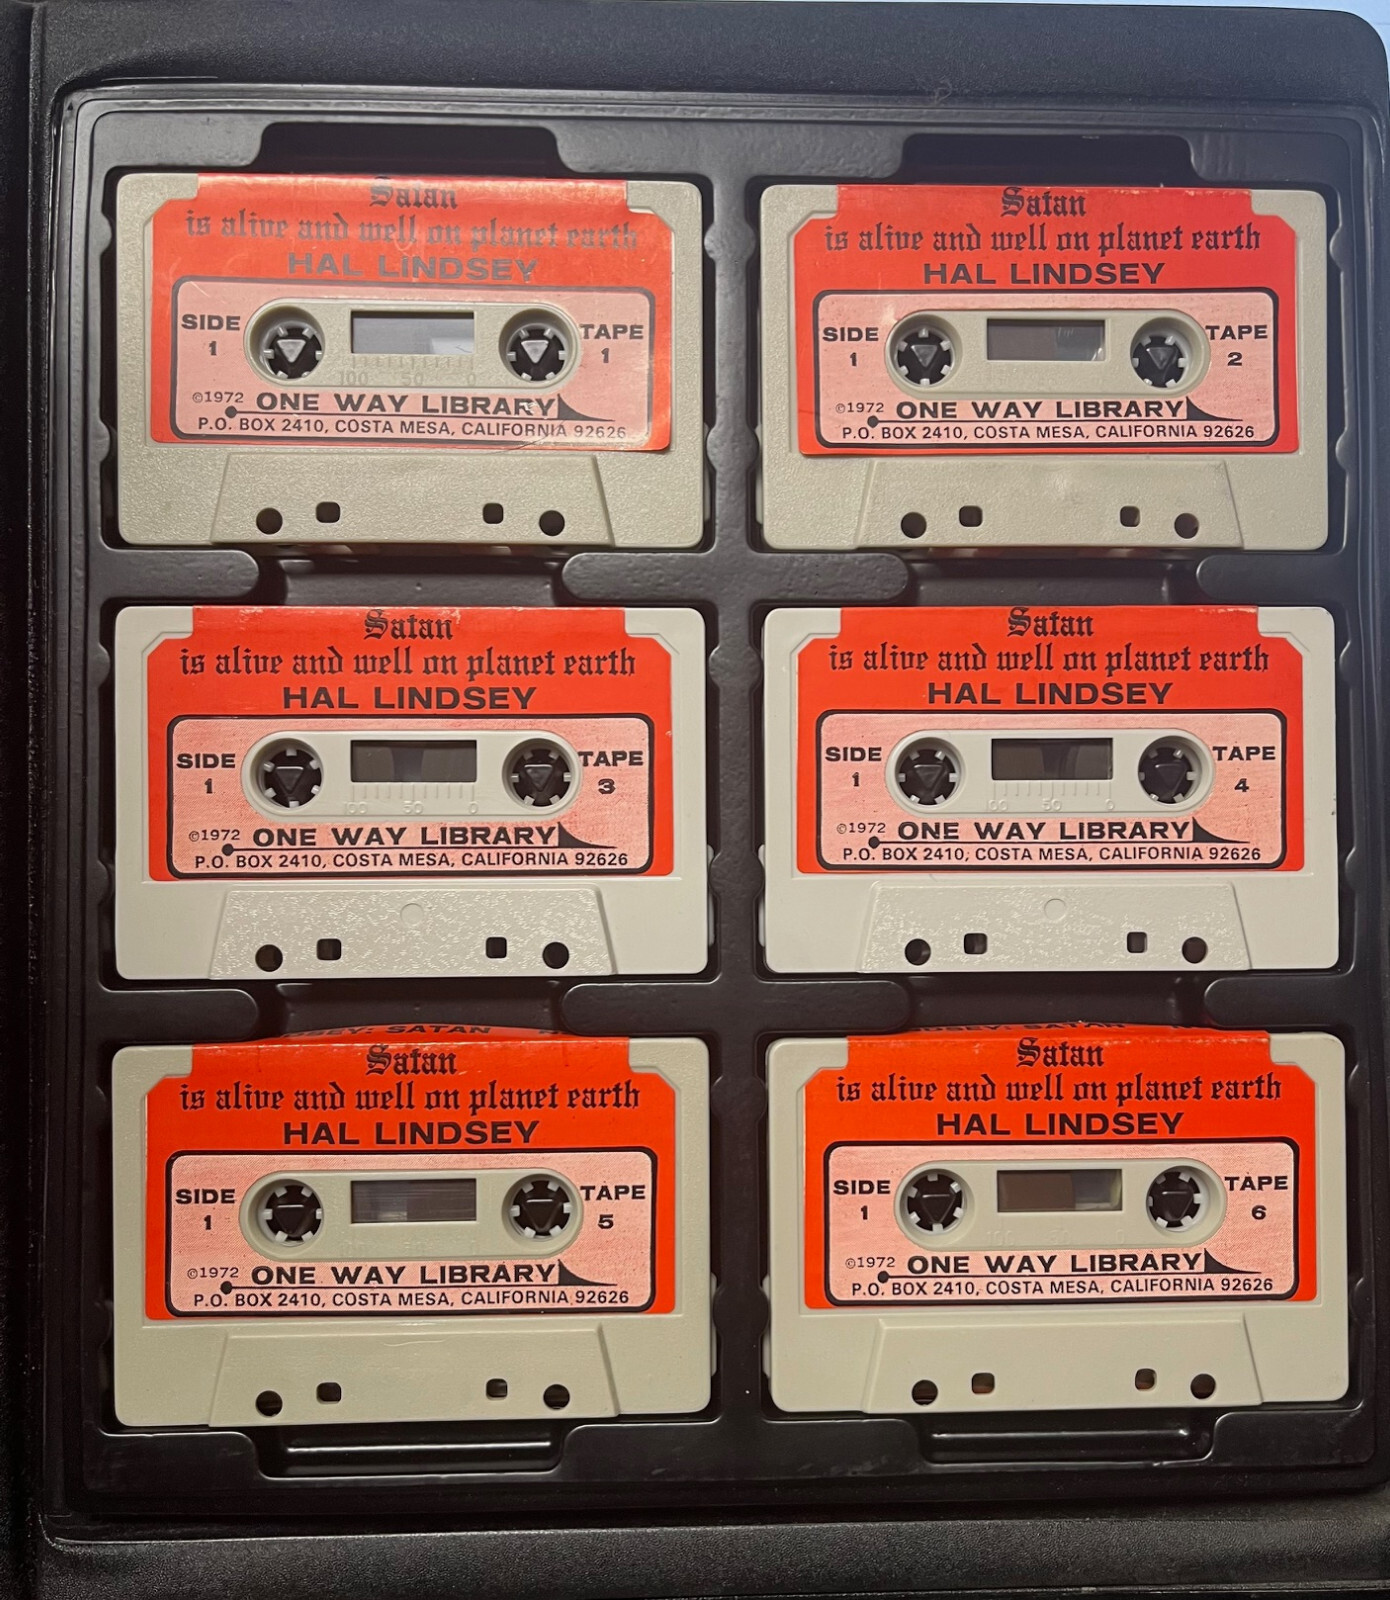 Satan
is alive and well on planet earth
HAL LINDSEY
SIDE
1
TAPE
1
100 50 0
©1972 ONE WAY LIBRARY
P.O. BOX 2410, COSTA MESA, CALIFORNIA 92626
Satan
is alive and well on planet earth
HAL LINDSEY
SIDE
1
TAPE
2
©1972 ONE WAY LIBRARY
P.O. BOX 2410, COSTA MESA, CALIFORNIA 92626
Satan
is alive and well on planet earth
HAL LINDSEY
SIDE
1
TAPE
3
100 50 0
©1972 ONE WAY LIBRARY
P.O. BOX 2410, COSTA MESA, CALIFORNIA 92626
Satan
is alive and well on planet earth
HAL LINDSEY
SIDE
1
TAPE
4
100 50 0
©1972 ONE WAY LIBRARY
P.O. BOX 2410, COSTA MESA, CALIFORNIA 92626
SATAN
Satan
is alive and well on planet earth
HAL LINDSEY
SIDE
1
TAPE
5
©1972 ONE WAY LIBRARY
P.O. BOX 2410, COSTA MESA, CALIFORNIA 92626
SATAN
Satan
is alive and well on planet earth
HAL LINDSEY
SIDE
1
TAPE
6
©1972 ONE WAY LIBRARY
P.O. BOX 2410, COSTA MESA, CALIFORNIA 92626